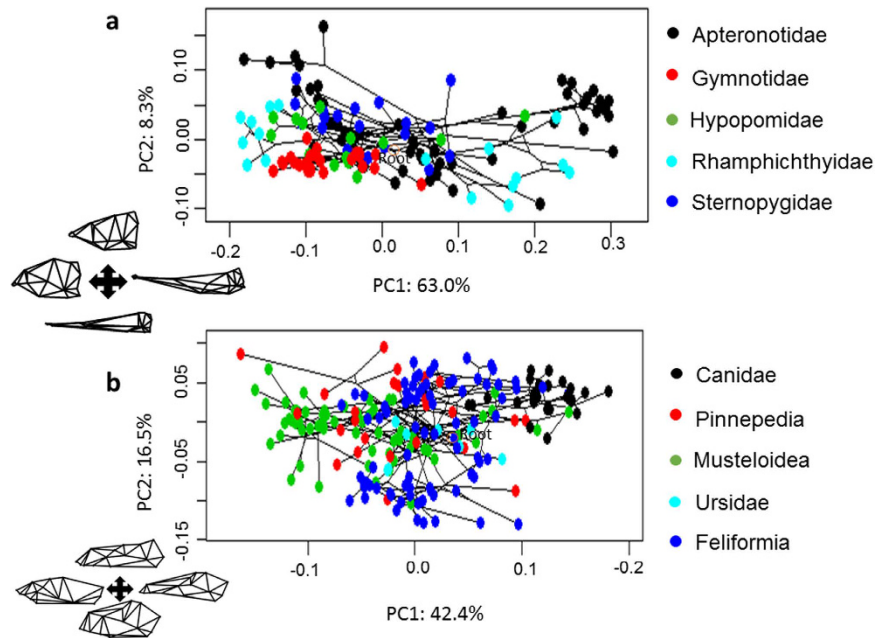 a
PC2: 8.3%
0.10
0.00
-0.10
Root
-0.2
-0.1
0.0
0.1
0.2
0.3
PC1: 63.0%
Apteronotidae
Gymnotidae
Hypopomidae
Rhamphichthyidae
Sternopygidae
b
PC2: 16.5%
0.05
-0.05
-0.15
Root
-0.1
0.0
0.1
-0.2
PC1: 42.4%
Canidae
Pinnepedia
Musteloidea
Ursidae
Feliformia